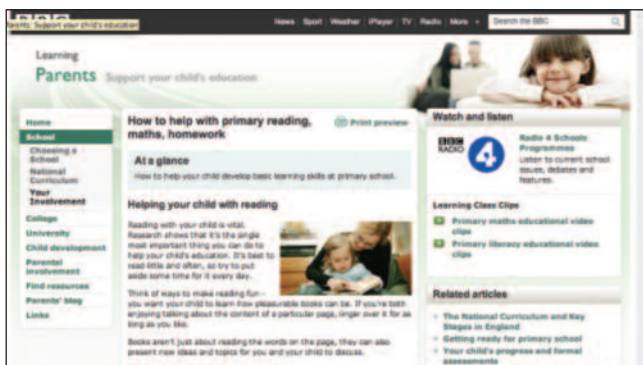 BBC
Parents: Support your child's education
News Sport Weather iPlayer TV Radio More
Search the BBC
Learning
Parents Support your child's education
Home
School
Choosing a
School
National
Curriculum
Your
Involvement
College
University
Child development
Parental
involvement
Find resources
Parents' blog
Links
How to help with primary reading,
maths, homework
Print preview
At a glance
How to help your child develop basic learning skills at primary school.
Helping your child with reading
Reading with your child is vital.
Research shows that it's the single
most important thing you can do to
help your child's education. It's best to
read little and often, so try to put
aside some time for it every day.
Think of ways to make reading fun -
you want your child to learn how pleasurable books can be. If you're both
enjoying talking about the content of a particular page, linger over it for as
long as you like.
Books aren't just about reading the words on the page, they can also
present new ideas and topics for you and your child to discuss.
Watch and listen
BBC
RADIO
4
Radio 4 Schools
Programmes
Listen to current school
issues, debates and
features.
Learning Class Clips
Primary maths educational video
clips
Primary literacy educational video
clips
Related articles
The National Curriculum and Key
Stages in England
Getting ready for primary school
Your child's progress and formal
assessments